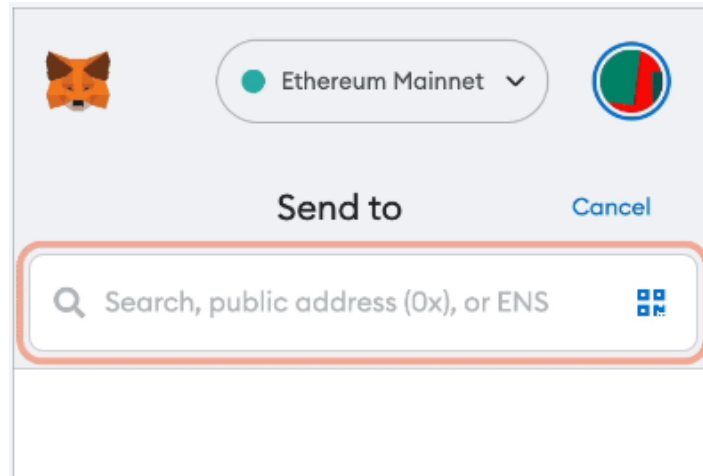 Ethereum Mainnet
Send to
Cancel
Search, public address (0x), or ENS